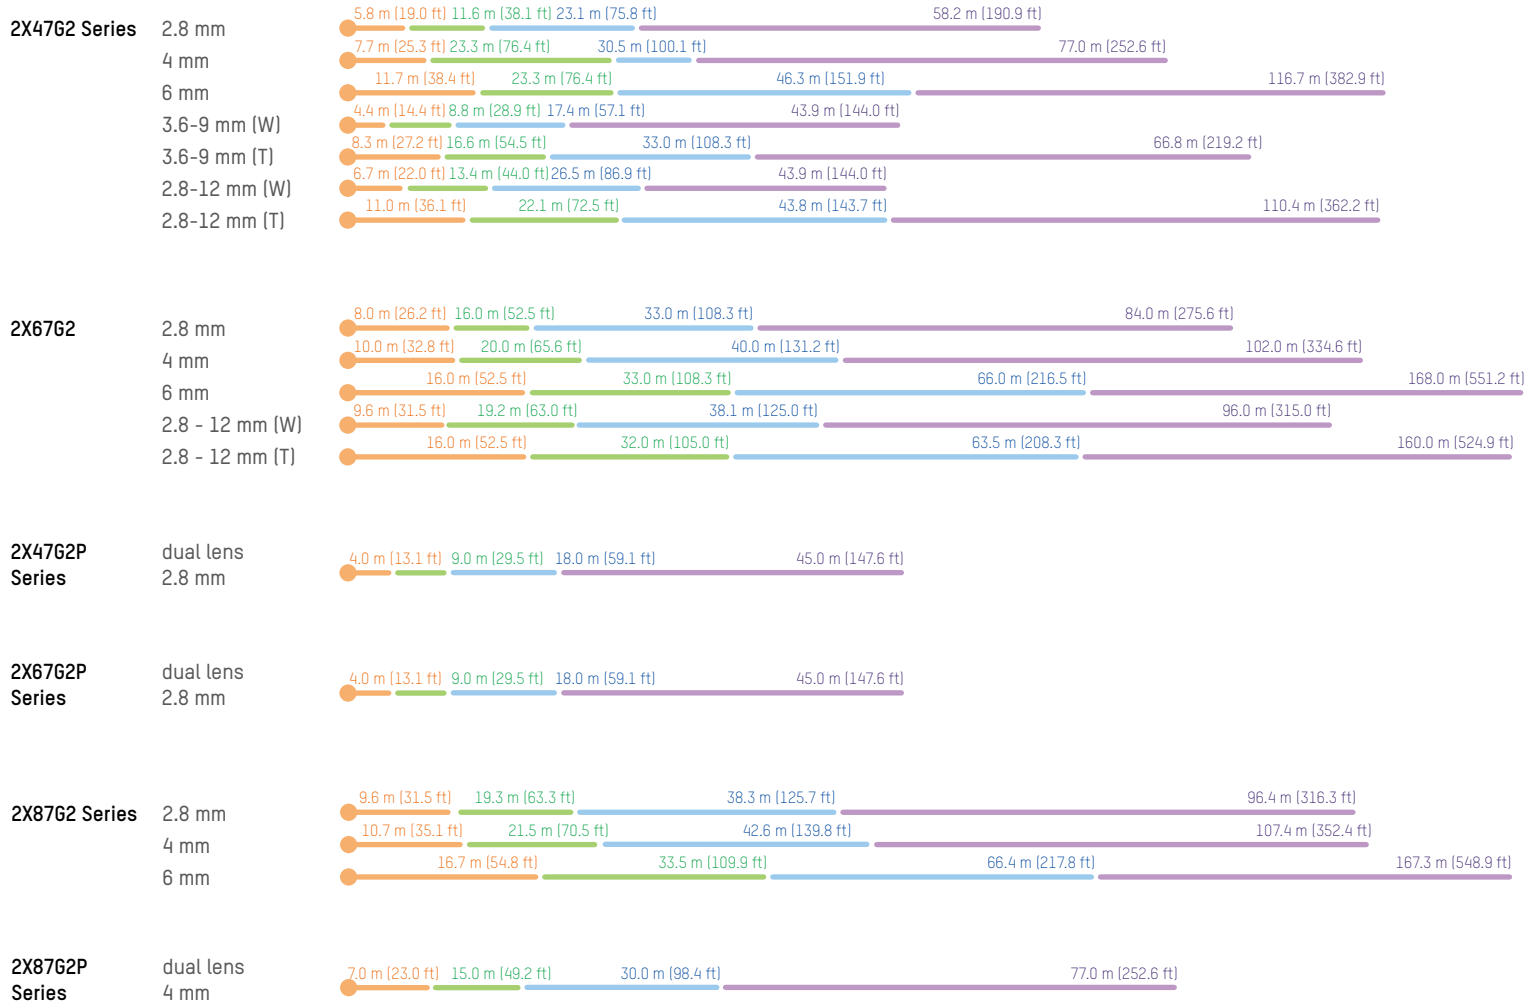 5.8 m (19.0 ft) 11.6 m (38.1 ft) 23.1 m (75.8 ft) 58.2 m (190.9 ft)
2X47G2 Series 2.8 mm
7.7 m (25.3 ft) 23.3 m (76.4 ft) 30.5 m (100.1 ft) 77.0 m (252.6 ft)
4 mm
11.7 m (38.4 ft) 23.3 m (76.4 ft) 46.3 m (151.9 ft) 116.7 m (382.9 ft)
6 mm
4.4 m (14.4 ft) 8.8 m (28.9 ft) 17.4 m (57.1 ft) 43.9 m (144.0 ft)
3.6-9 mm (W)
8.3 m (27.2 ft) 16.6 m (54.5 ft) 33.0 m (108.3 ft) 66.8 m (219.2 ft)
3.6-9 mm (T)
6.7 m (22.0 ft) 13.4 m (44.0 ft) 26.5 m (86.9 ft) 43.9 m (144.0 ft)
2.8-12 mm (W)
11.0 m (36.1 ft) 22.1 m (72.5 ft) 43.8 m (143.7 ft) 110.4 m (362.2 ft)
2.8-12 mm (T)
8.0 m (26.2 ft) 16.0 m (52.5 ft) 33.0 m (108.3 ft) 84.0 m (275.6 ft)
2X67G2 2.8 mm
10.0 m (32.8 ft) 20.0 m (65.6 ft) 40.0 m (131.2 ft) 102.0 m (334.6 ft)
4 mm
16.0 m (52.5 ft) 33.0 m (108.3 ft) 66.0 m (216.5 ft) 168.0 m (551.2 ft)
6 mm
9.6 m (31.5 ft) 19.2 m (63.0 ft) 38.1 m (125.0 ft) 96.0 m (315.0 ft)
2.8 - 12 mm (W)
16.0 m (52.5 ft) 32.0 m (105.0 ft) 63.5 m (208.3 ft) 160.0 m (524.9 ft)
2.8 - 12 mm (T)
2X47G2P dual lens
4.0 m (13.1 ft) 9.0 m (29.5 ft) 18.0 m (59.1 ft) 45.0 m (147.6 ft)
Series 2.8 mm
2X67G2P dual lens
4.0 m (13.1 ft) 9.0 m (29.5 ft) 18.0 m (59.1 ft) 45.0 m (147.6 ft)
Series 2.8 mm
9.6 m (31.5 ft) 19.3 m (63.3 ft) 38.3 m (125.7 ft) 96.4 m (316.3 ft)
2X87G2 Series 2.8 mm
10.7 m (35.1 ft) 21.5 m (70.5 ft) 42.6 m (139.8 ft) 107.4 m (352.4 ft)
4 mm
16.7 m (54.8 ft) 33.5 m (109.9 ft) 66.4 m (217.8 ft) 167.3 m (548.9 ft)
6 mm
2X87G2P dual lens
7.0 m (23.0 ft) 15.0 m (49.2 ft) 30.0 m (98.4 ft) 77.0 m (252.6 ft)
Series 4 mm